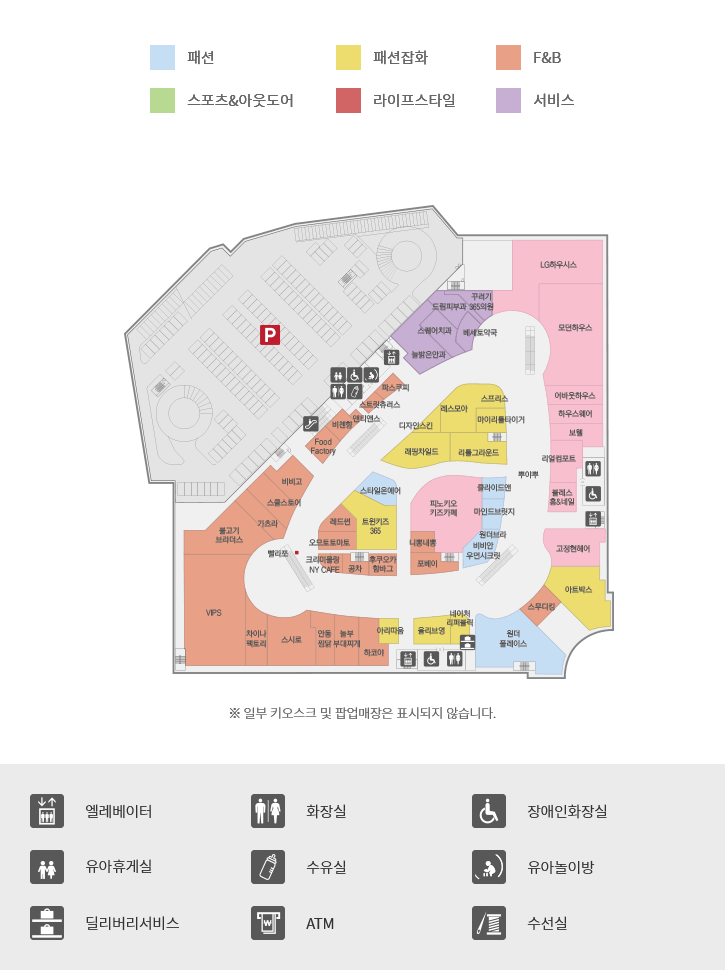 패션
패션잡화
F&B
스포츠&아웃도어
라이프스타일
서비스
LG하우시스
꾸러기
365의원
드림피부과
모던하우스
스퀘어치과
베세토약국
늘밝은안과
P
파스쿠찌
어바웃하우스
스프리스
스트릿츄러스
레스모아
하우스웨어
앤티앤스
마이리틀타이거
비젠향
디자인스킨
보웰
Food
Factory
래핑차일드
리틀그라운드
리얼컴포트
뿌야뿌
비비고
스타일온에어
클라이드앤
블레스
홈&네일
스쿨스토어
피노키오
키즈카페
마인드브릿지
가츠라
레드썬
트윈키즈
365
불고기
브라더스
원더브라
오므토토마토
니뽕내뽕
비비안
우먼시크릿
고정현헤어
빨라쪼
크리미몰링
NY CAFE
공차
후쿠오카
함바그
포베이
아트박스
VIPS
스무디킹
네이처
리퍼블릭
차이나
팩토리
스시로
안동
찜닭
놀부
부대찌개
아리따움
올리브영
원더
플레이스
하코야
※ 일부 키오스크 및 팝업매장은 표시되지 않습니다.
엘레베이터
화장실
장애인화장실
유아휴게실
수유실
유아놀이방
딜리버리서비스
ATM
수선실